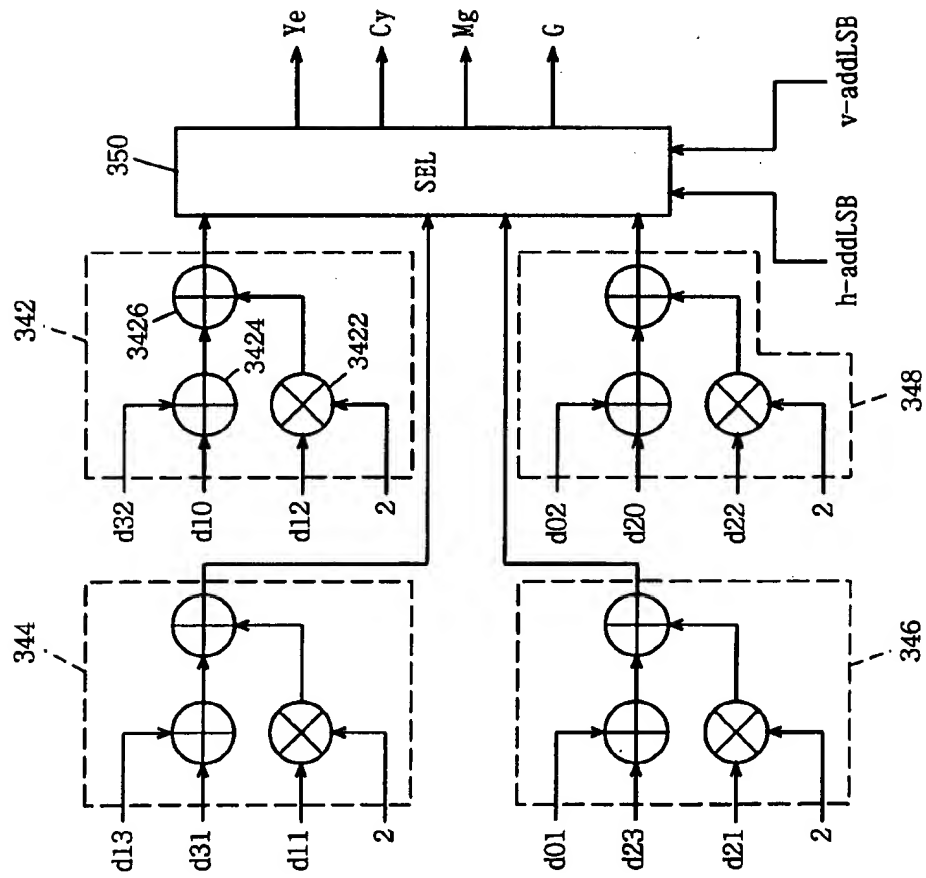 344
d13
d31
d11
2
342
3426
3424
3422
d32
d10
d12
2
346
d01
d23
d21
2
348
d02
d20
d22
2
350
SEL
Ye
Cy
Mg
G
h-addLSB
v-addLSB